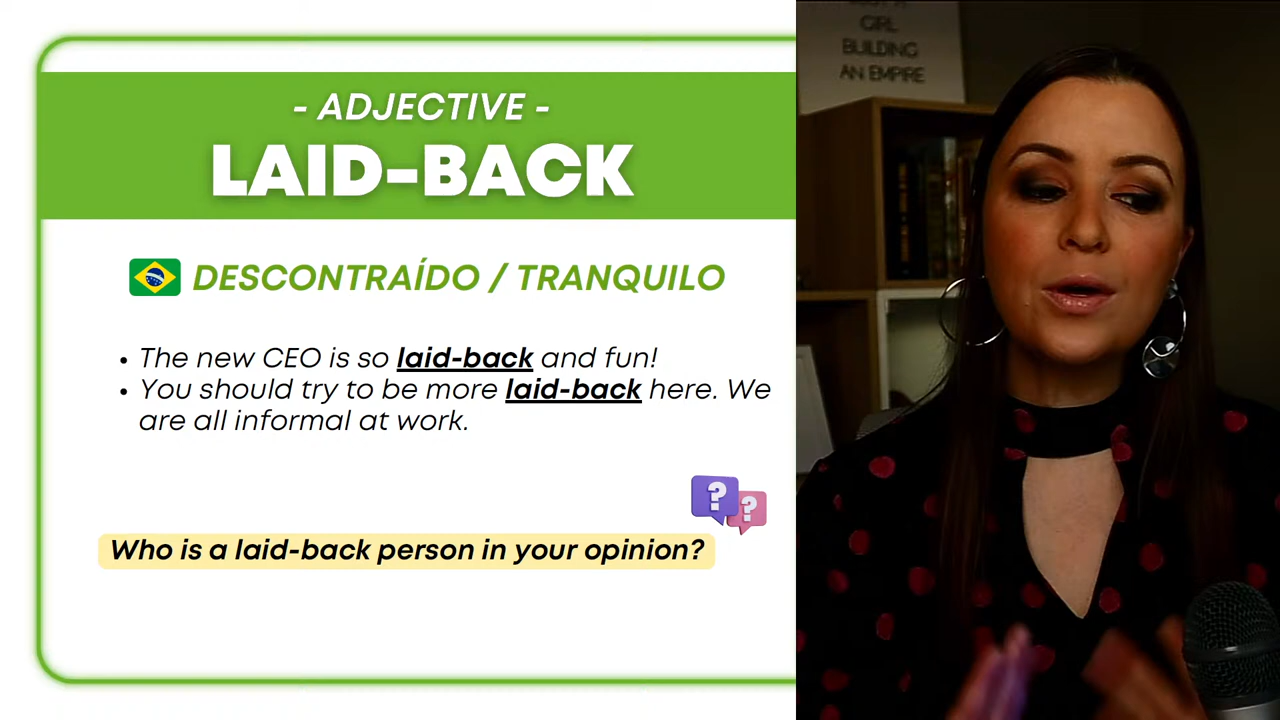 - ADJECTIVE -
LAID-BACK
DESCONTRAÍDO / TRANQUILO
• The new CEO is so laid-back and fun!
• You should try to be more laid-back here. We
are all informal at work.
? ?
Who is a laid-back person in your opinion?
GIRL
BUILDING
AN EMPIRE